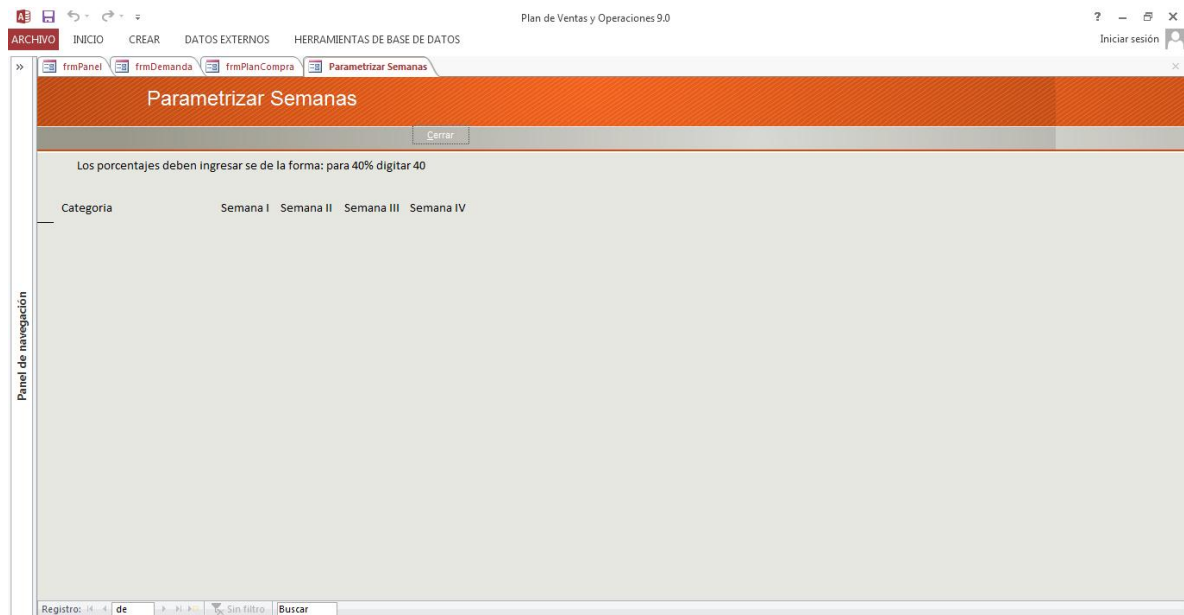 Plan de Ventas y Operaciones 9.0
?
ARCHIVO INICIO CREAR DATOS EXTERNOS HERRAMIENTAS DE BASE DE DATOS
Iniciar sesión
frmPanel frmDemanda frmPlanCompra Parametrizar Semanas
Parametrizar Semanas
Cerrar
Los porcentajes deben ingresar se de la forma: para 40% digitar 40
Categoria Semana I Semana II Semana III Semana IV
Panel de navegación
Registro: de Sin filtro Buscar